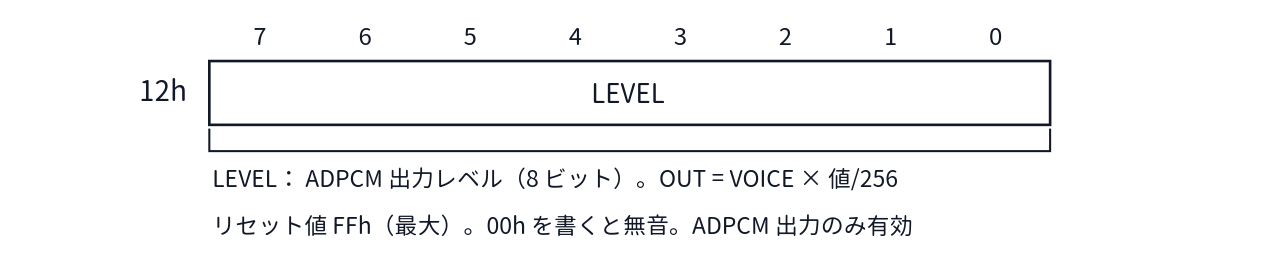 7 6 5 4 3 2 1 0
12h LEVEL
LEVEL： ADPCM 出力レベル（8 ビット）。OUT = VOICE × 値/256
リセット値 FFh（最大）。00h を書くと無音。ADPCM 出力のみ有効